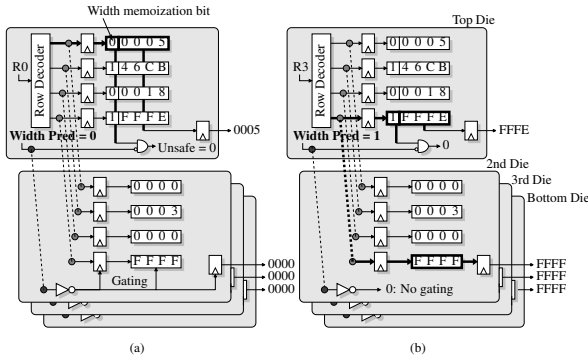 Width memoization bit
Top Die
R0
Row Decoder
0 0 0 0 5
1 4 6 C B
0 0 0 1 8
1 F F F E
0005
Width Pred = 0
Unsafe = 0
0 0 0 0
0 0 0 3
0 0 0 0
F F F F
Gating
0000
0000
0000
(a)
R3
Row Decoder
0 0 0 0 5
1 4 6 C B
0 0 0 1 8
1 F F F E
FFFE
Width Pred = 1
0
2nd Die
3rd Die
Bottom Die
0 0 0 0
0 0 0 3
0 0 0 0
F F F F
0: No gating
FFFF
FFFF
FFFF
(b)